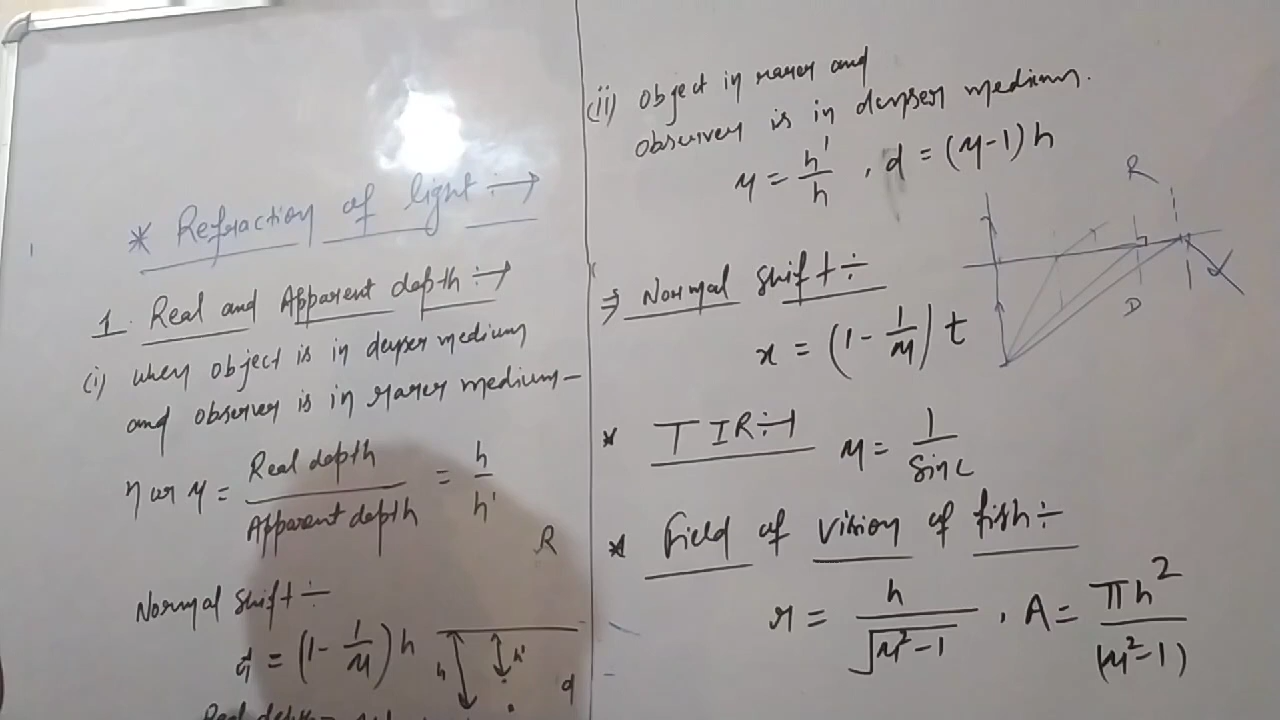 * Refraction of light :→
1. Real and Apparent depth :→
(i) when object is in denser medium
and observer is in rarer medium –
η or μ = Real depth / Apparent depth = h / h'
R
Normal shift ÷
d = (1 - 1/μ) h
h h' d
(ii) object in rarer and
observer is in denser medium.
μ = h'/h , d = (μ-1) h
R
⇒ Normal shift ÷
x = (1 - 1/μ) t
D
* TIR :→ μ = 1 / sin c
* Field of vision of fish ÷
r = h / √(μ²-1) , A = πh² / (μ²-1)